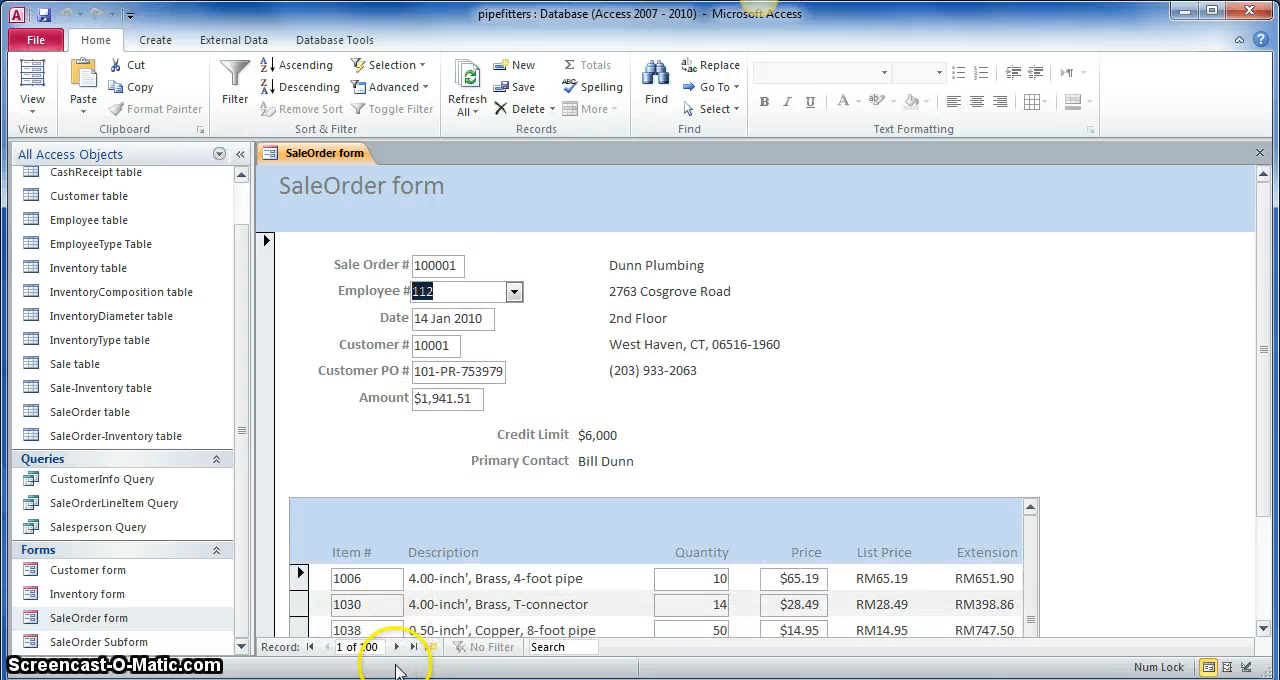 pipefitters : Database (Access 2007 - 2010) - Microsoft Access
File Home Create External Data Database Tools
View Paste Cut Copy Format Painter Filter Ascending Descending Remove Sort Selection Advanced Toggle Filter Refresh All New Save Delete Totals Spelling More Find Replace Go To Select
B I U A
Views Clipboard Sort & Filter Records Find Text Formatting
All Access Objects
CashReceipt table
Customer table
Employee table
EmployeeType Table
Inventory table
InventoryComposition table
InventoryDiameter table
InventoryType table
Sale table
Sale-Inventory table
SaleOrder table
SaleOrder-Inventory table
Queries
CustomerInfo Query
SaleOrderLineItem Query
Salesperson Query
Forms
Customer form
Inventory form
SaleOrder form
SaleOrder Subform
SaleOrder form
SaleOrder form
Sale Order # 100001 Dunn Plumbing
Employee # 112 2763 Cosgrove Road
Date 14 Jan 2010 2nd Floor
Customer # 10001 West Haven, CT, 06516-1960
Customer PO # 101-PR-753979 (203) 933-2063
Amount $1,941.51
Credit Limit $6,000
Primary Contact Bill Dunn
Item # Description Quantity Price List Price Extension
1006 4.00-inch', Brass, 4-foot pipe 10 $65.19 RM65.19 RM651.90
1030 4.00-inch', Brass, T-connector 14 $28.49 RM28.49 RM398.86
1038 0.50-inch', Copper, 8-foot pipe 50 $14.95 RM14.95 RM747.50
Record: 1 of 100 No Filter Search
Screencast-O-Matic.com Num Lock